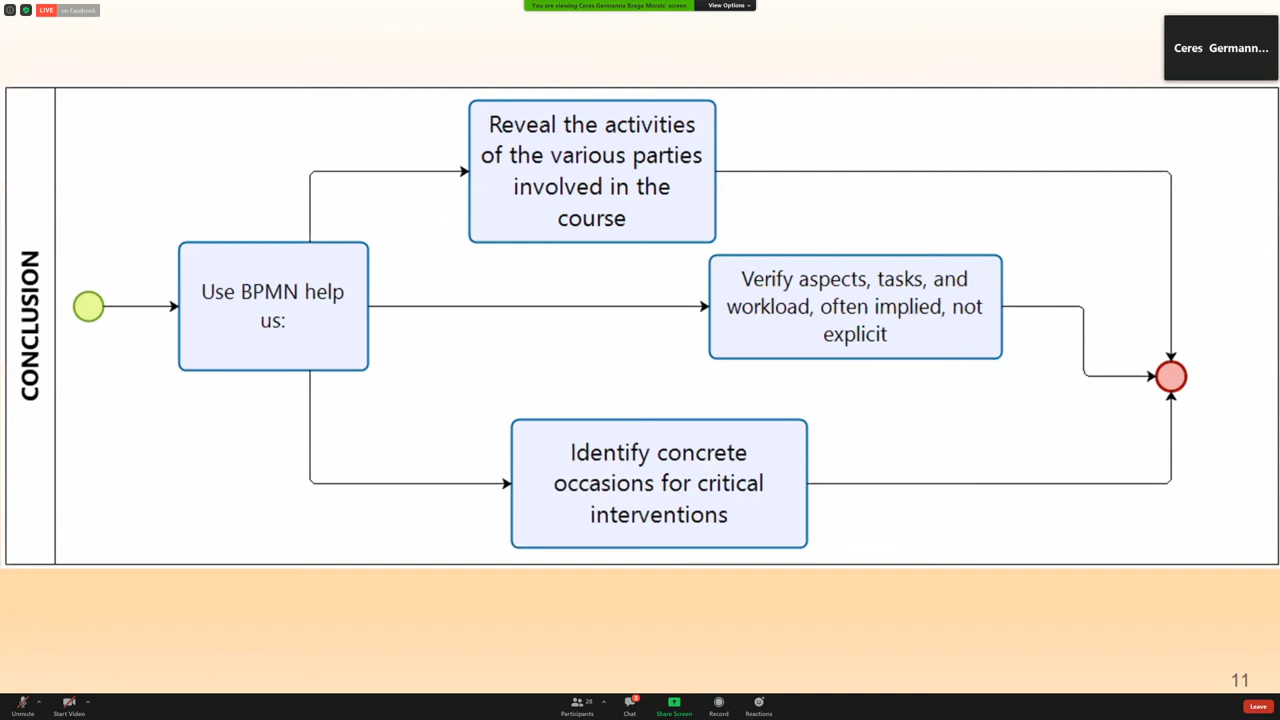 LIVE on Facebook
You are viewing Ceres Germanna Braga Morais' screen
View Options
Ceres Germann...
CONCLUSION
Use BPMN help
us:
Reveal the activities
of the various parties
involved in the
course
Verify aspects, tasks, and
workload, often implied, not
explicit
Identify concrete
occasions for critical
interventions
11
Unmute
Start Video
28
Participants
3
Chat
Share Screen
Record
Reactions
Leave